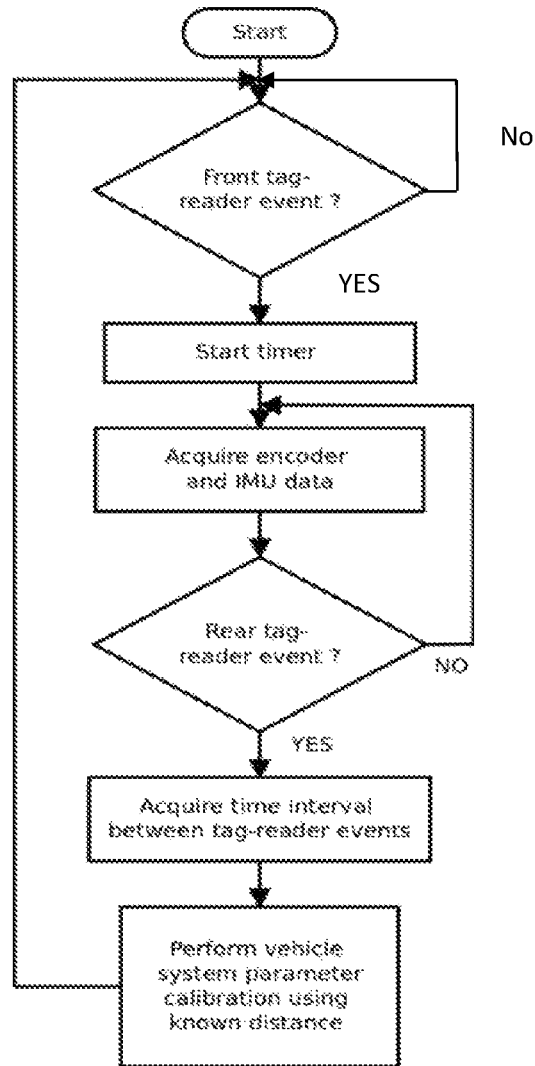 Start
Front tag-
reader event ?
No
YES
Start timer
Acquire encoder
and IMU data
Rear tag-
reader event ?
NO
YES
Acquire time interval
between tag-reader events
Perform vehicle
system parameter
calibration using
known distance